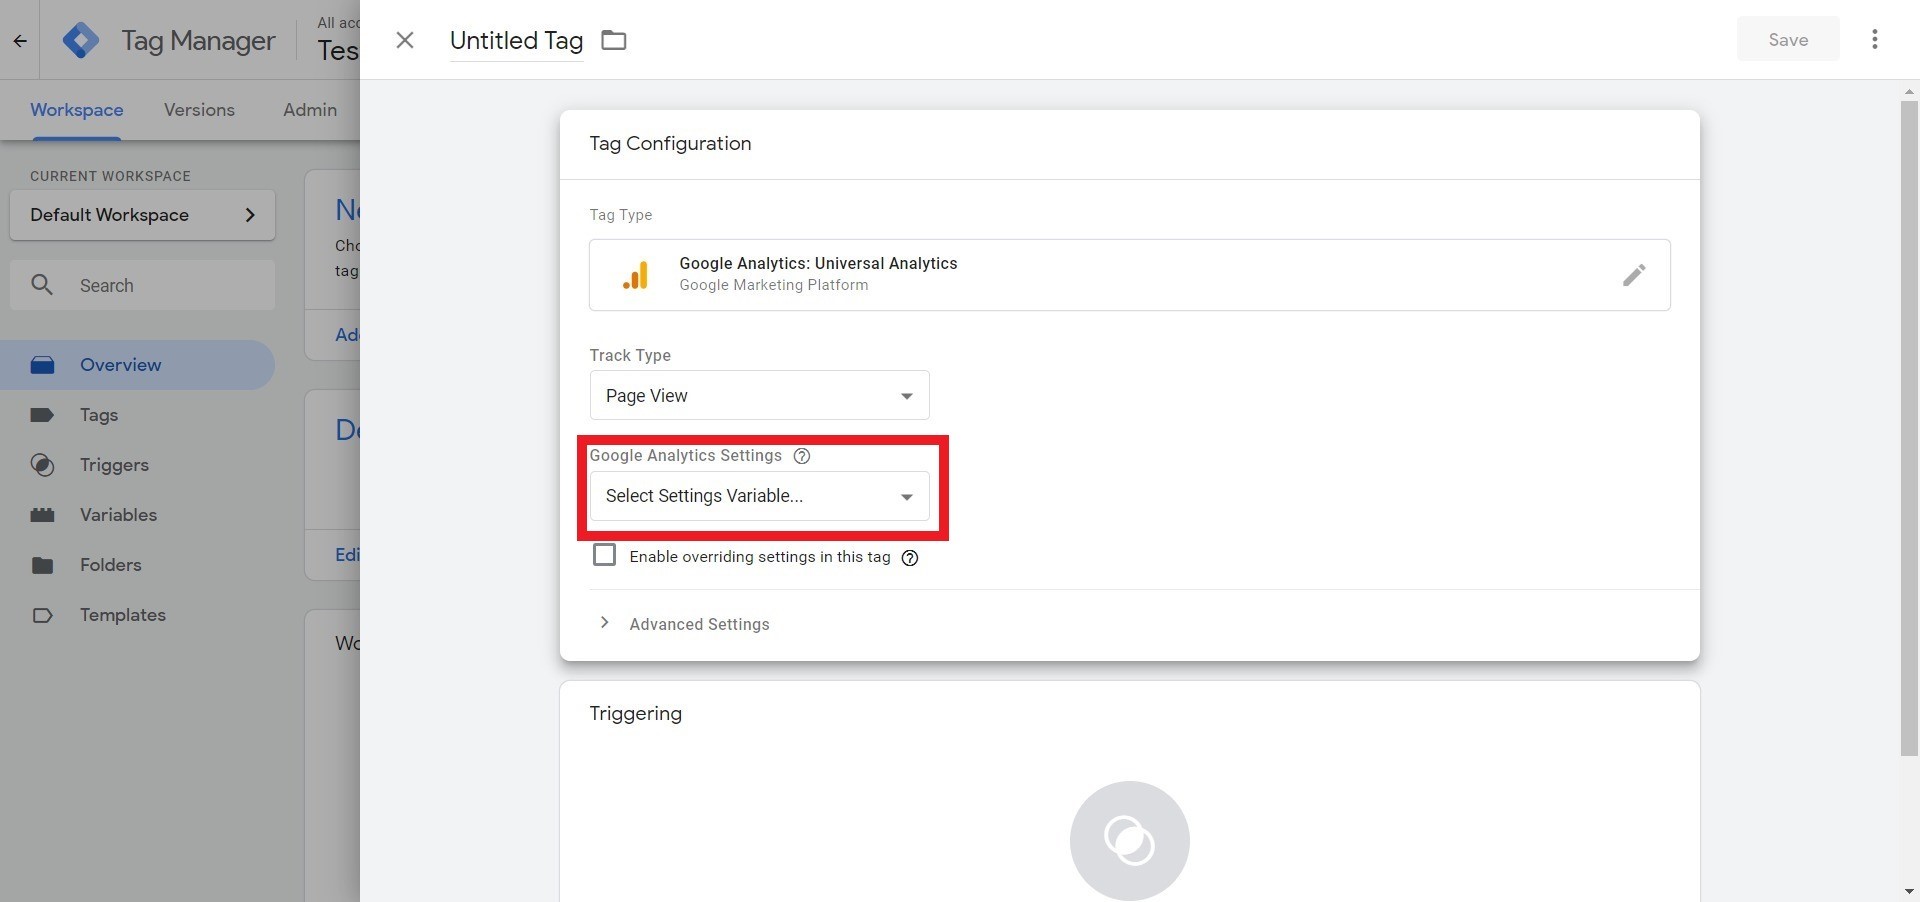 Tag Manager
All acc
Tes
Untitled Tag
Save
Workspace
Versions
Admin
CURRENT WORKSPACE
Default Workspace
Search
Overview
Tags
Triggers
Variables
Folders
Templates
Ne
Cho
tag
Add
De
Edi
Wo
Tag Configuration
Tag Type
Google Analytics: Universal Analytics
Google Marketing Platform
Track Type
Page View
Google Analytics Settings
Select Settings Variable...
Enable overriding settings in this tag
Advanced Settings
Triggering